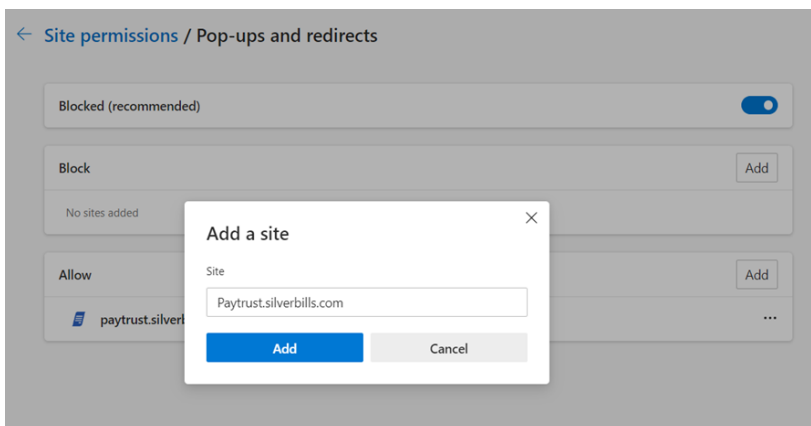 Site permissions / Pop-ups and redirects
Blocked (recommended)
Block
Add
No sites added
Add a site
Site
Paytrust.silverbills.com
Add
Cancel
Allow
Add
paytrust.silverb